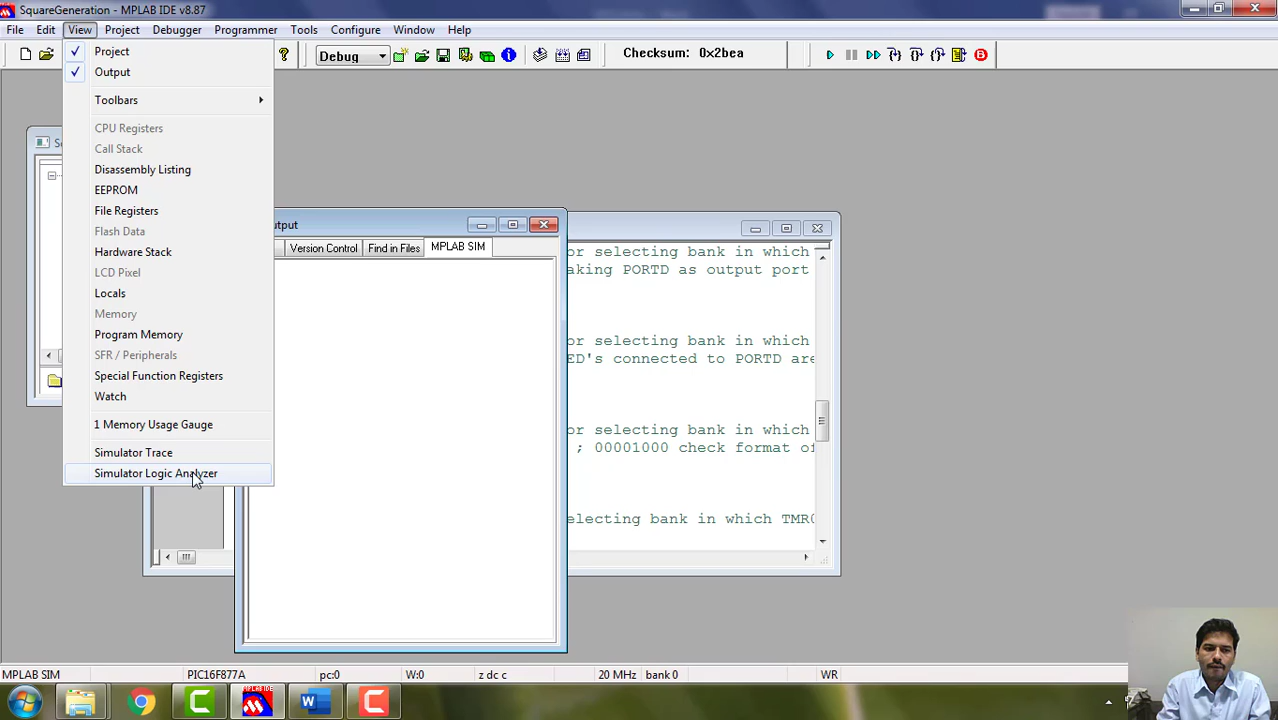 SquareGeneration - MPLAB IDE v8.87
File Edit View Project Debugger Programmer Tools Configure Window Help
Debug
Checksum: 0x2bea
Project
Output
Toolbars
CPU Registers
Call Stack
Disassembly Listing
EEPROM
File Registers
Flash Data
Hardware Stack
LCD Pixel
Locals
Memory
Program Memory
SFR / Peripherals
Special Function Registers
Watch
1 Memory Usage Gauge
Simulator Trace
Simulator Logic Analyzer
utput
Version Control Find in Files MPLAB SIM
or selecting bank in which
aking PORTD as output port
or selecting bank in which
ED's connected to PORTD are
or selecting bank in which
; 00001000 check format of
electing bank in which TMR0
MPLAB SIM PIC16F877A pc:0 W:0 z dc c 20 MHz bank 0 WR